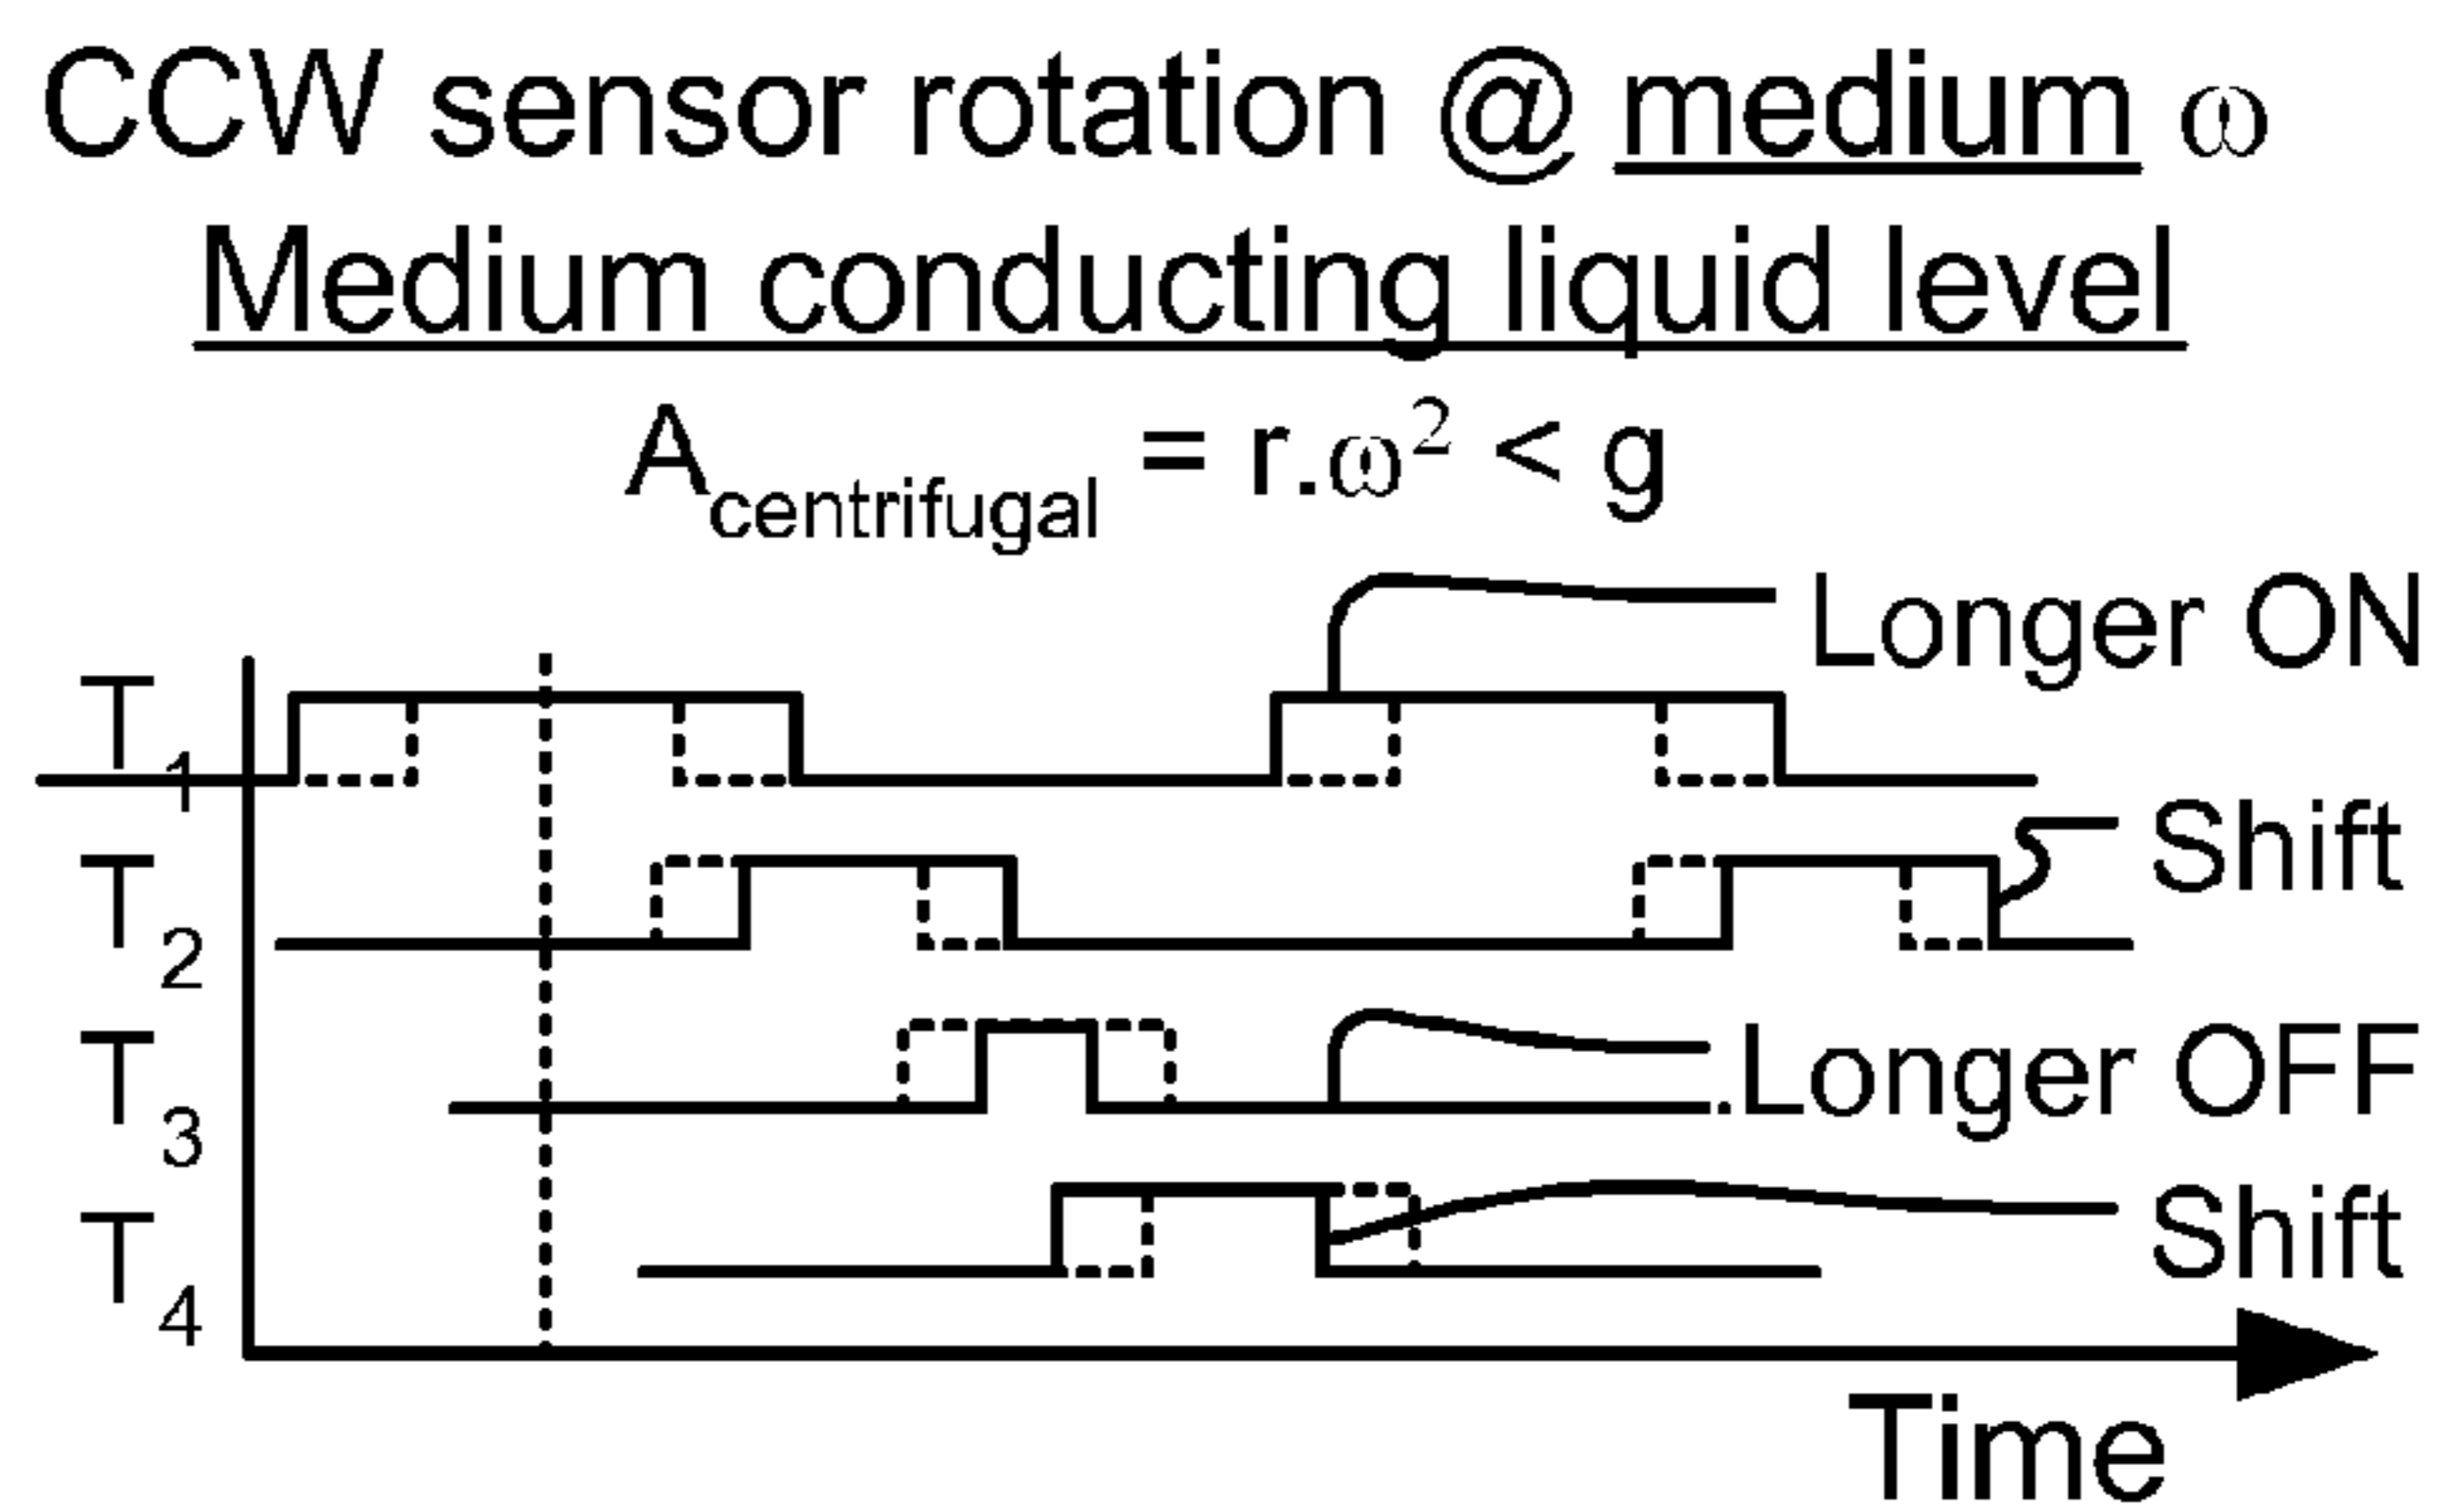 CCW sensor rotation @ medium ω
Medium conducting liquid level
A centrifugal = r.ω² < g
Longer ON
T1
Shift
T2
Longer OFF
T3
Shift
T4
Time